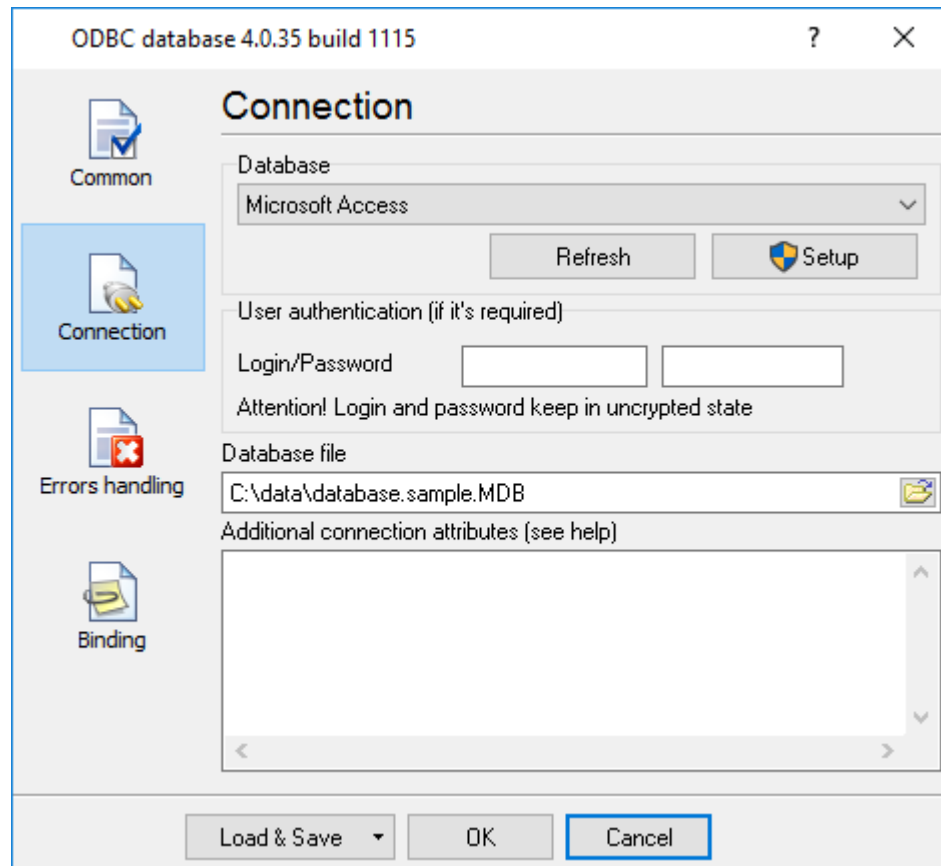 ODBC database 4.0.35 build 1115
?
Common
Connection
Errors handling
Binding
Connection
Database
Microsoft Access
Refresh
Setup
User authentication (if it's required)
Login/Password
Attention! Login and password keep in uncrypted state
Database file
C:\data\database.sample.MDB
Additional connection attributes (see help)
Load & Save
OK
Cancel